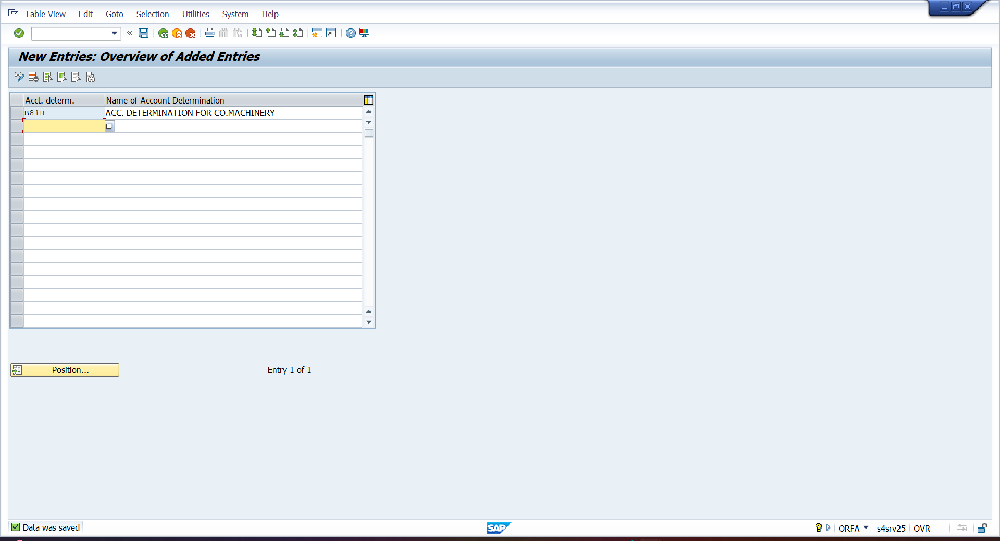 Table View Edit Goto Selection Utilities System Help
New Entries: Overview of Added Entries
Acct. determ. Name of Account Determination
B81H ACC. DETERMINATION FOR CO.MACHINERY
Position... Entry 1 of 1
Data was saved SAP ORFA s4srv25 OVR